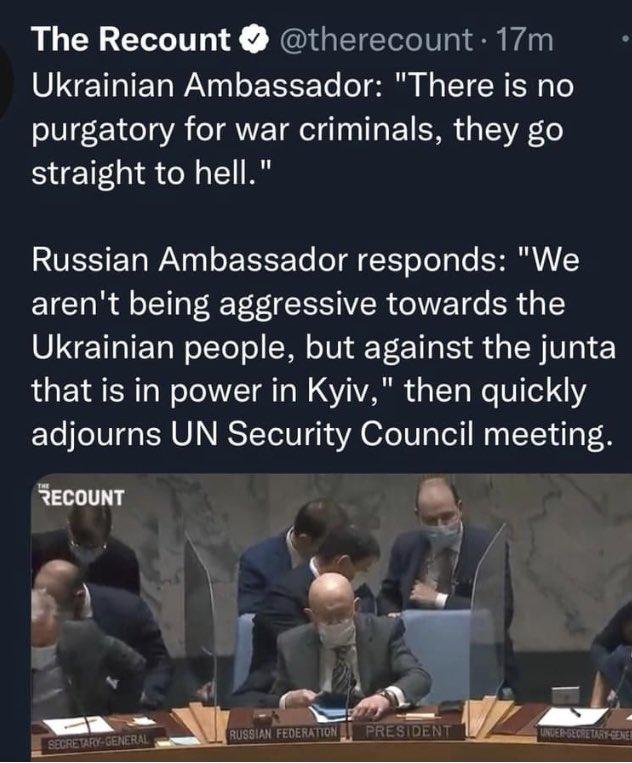 The Recount @therecount · 17m
Ukrainian Ambassador: "There is no
purgatory for war criminals, they go
straight to hell."
Russian Ambassador responds: "We
aren't being aggressive towards the
Ukrainian people, but against the junta
that is in power in Kyiv," then quickly
adjourns UN Security Council meeting.
THE
RECOUNT
SECRETARY-GENERAL
RUSSIAN FEDERATION
PRESIDENT
UNDER-SECRETARY-GENE